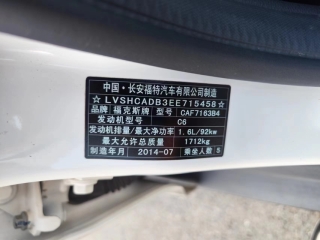 中国·长安福特汽车有限公司制造
☆LVSHCADB3EE715458☆
品牌 福克斯牌 型号 CAF7163B4
发动机型号 C6
发动机排量/最大净功率 1.6L/92kw
最大允许总质量 1712kg
制造年月 2014-07 乘坐人数 5